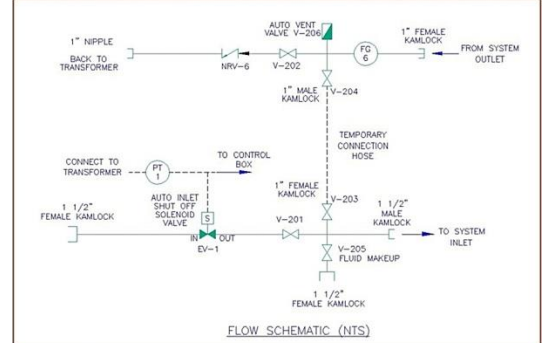 AUTO VENT
VALVE V-206
1" NIPPLE
BACK TO
TRANSFORMER
NRV-6
V-202
FG
6
1" FEMALE
KAMLOCK
FROM SYSTEM
OUTLET
1" MALE
KAMLOCK
V-204
TEMPORARY
CONNECTION
HOSE
CONNECT TO
TRANSFORMER
PT
1
TO CONTROL
BOX
AUTO INLET
SHUT OFF
SOLENOID
VALVE
S
1" FEMALE
KAMLOCK
V-203
1 1/2"
FEMALE KAMLOCK
IN
OUT
EV-1
V-201
1 1/2"
MALE
KAMLOCK
TO SYSTEM
INLET
V-205
FLUID MAKEUP
1 1/2"
FEMALE KAMLOCK
FLOW SCHEMATIC (NTS)